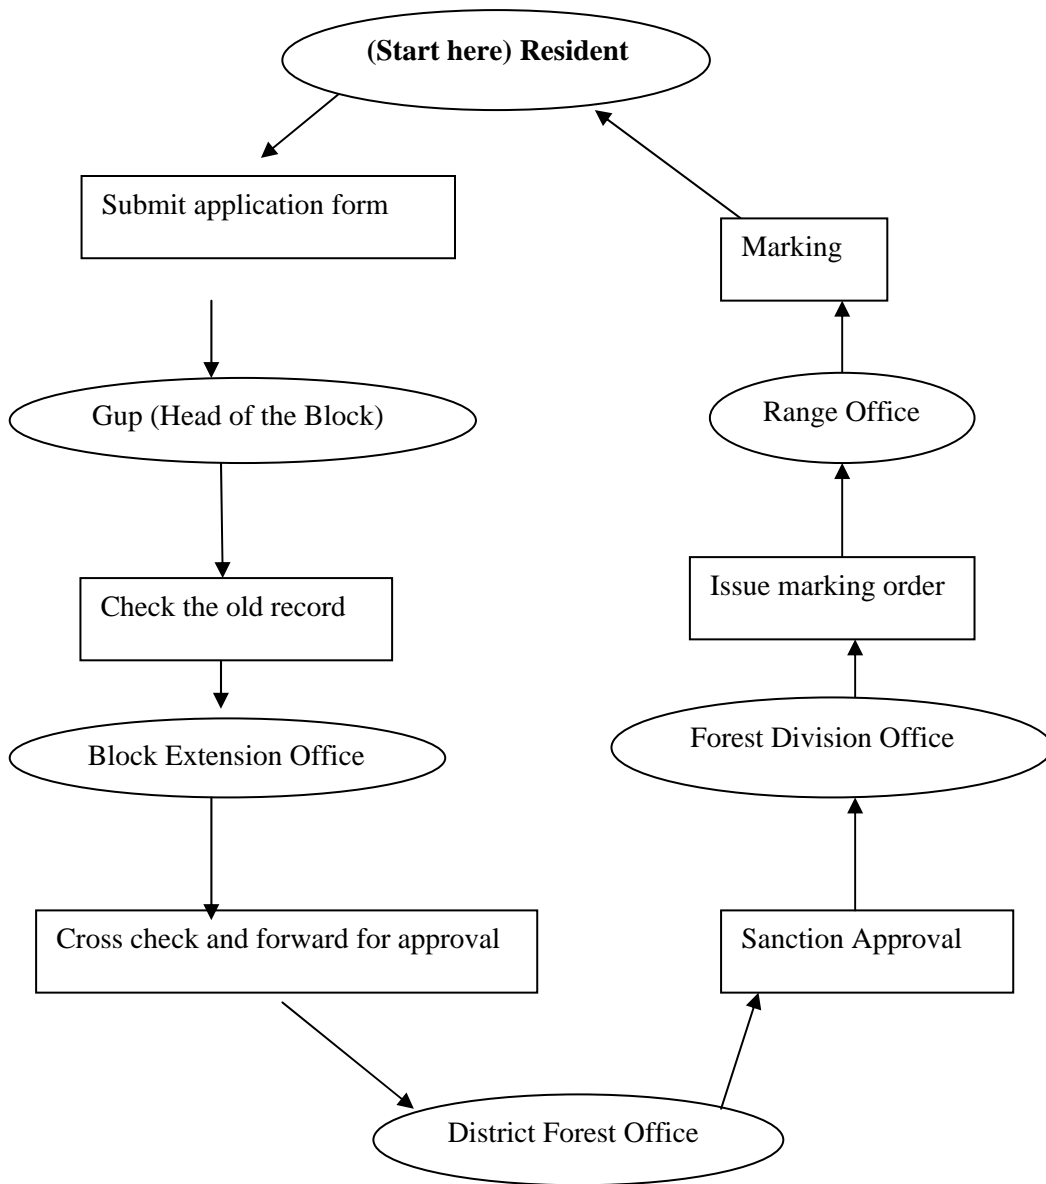 (Start here) Resident
Submit application form
Gup (Head of the Block)
Check the old record
Block Extension Office
Cross check and forward for approval
District Forest Office
Sanction Approval
Forest Division Office
Issue marking order
Range Office
Marking